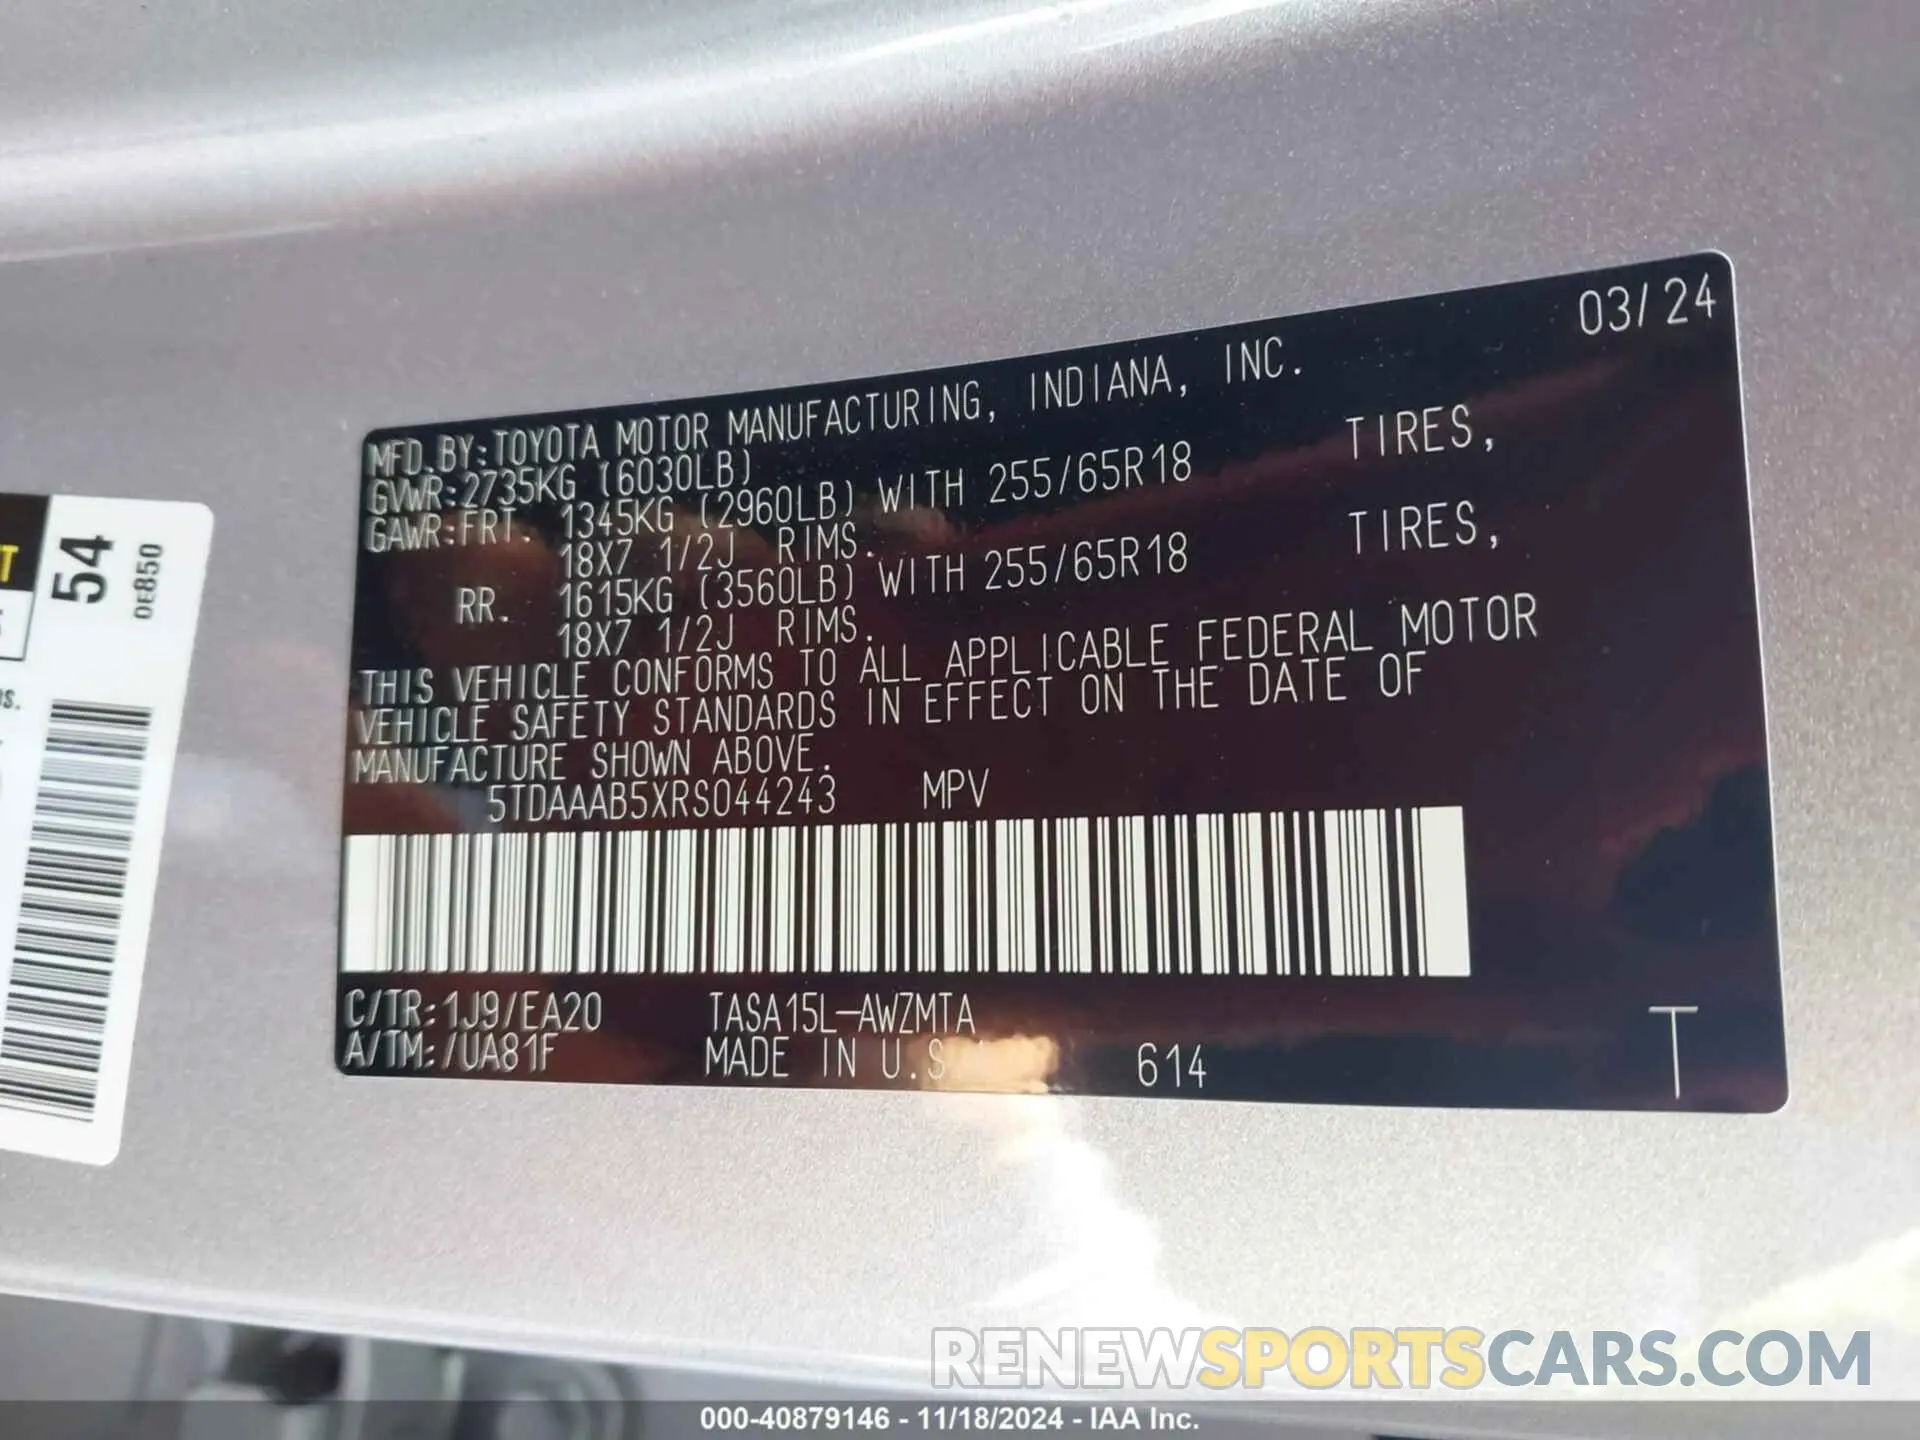 03/24
MFD.BY:TOYOTA MOTOR MANUFACTURING, INDIANA, INC.
GVWR:2735KG (6030LB)
GAWR:FRT. 1345KG (2960LB) WITH 255/65R18 TIRES,
18X7 1/2J RIMS.
RR. 1615KG (3560LB) WITH 255/65R18 TIRES,
18X7 1/2J RIMS.
THIS VEHICLE CONFORMS TO ALL APPLICABLE FEDERAL MOTOR
VEHICLE SAFETY STANDARDS IN EFFECT ON THE DATE OF
MANUFACTURE SHOWN ABOVE.
5TDAAAB5XRS044243 MPV
C/TR:1J9/EA20 TASA15L-AWZMTA
A/TM:/UA81F MADE IN U.S 614
T
54
0E850
RENEWSPORTSCARS.COM
000-40879146 - 11/18/2024 - IAA Inc.